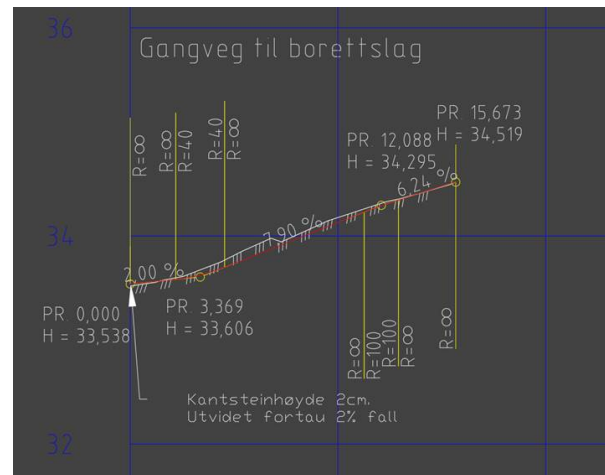 36
Gangveg til borettslag
PR. 15,673
H = 34,519
PR. 12,088
H = 34,295
R=∞
R=∞
R=40
R=40
R=∞
6,24 %
7,90 %
34
2,00 %
PR. 0,000
H = 33,538
PR. 3,369
H = 33,606
R=∞
R=100
R=100
R=∞
R=∞
Kantsteinhøyde 2cm.
Utvidet fortau 2% fall
32